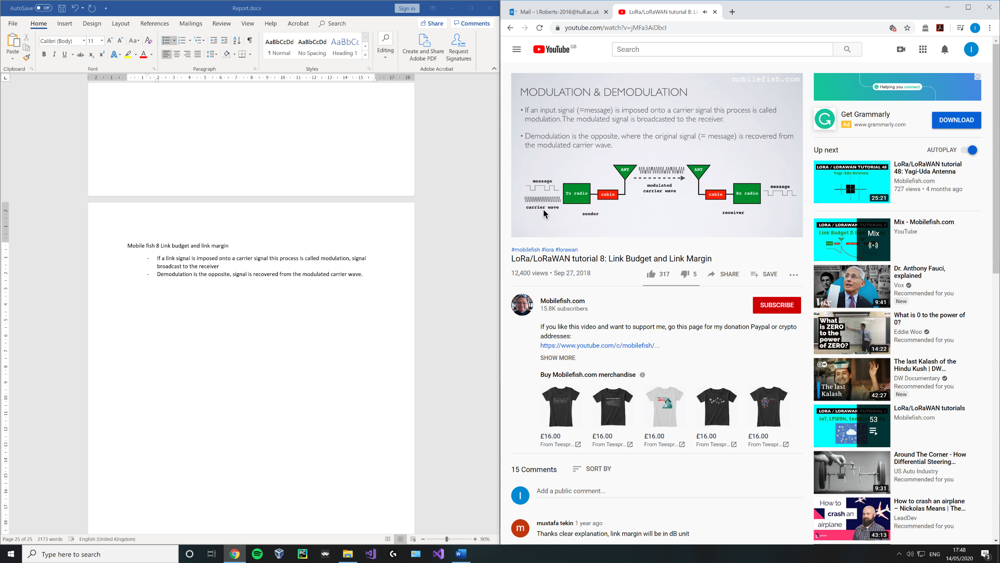 AutoSave Off Report.docx Sign in
File Home Insert Design Layout References Mailings Review View Help Acrobat Search Share Comments
Paste
Calibri (Body) 11
AaBbCcDd AaBbCcDd AaBbCc
¶ Normal No Spacing Heading 1
Editing
Create and Share Adobe PDF
Request Signatures
Clipboard Font Paragraph Styles Adobe Acrobat
Mobile fish 8 Link budget and link margin
- If a link signal is imposed onto a carrier signal this process is called modulation, signal
broadcast to the receiver
- Demodulation is the opposite, signal is recovered from the modulated carrier wave.
Page 25 of 25 2173 words English (United Kingdom) 90%
Mail – I.Roberts-2016@hull.ac.uk
LoRa/LoRaWAN tutorial 8: Li
youtube.com/watch?v=jMFa3AiDbcI
YouTube GB
Search
mobilefish.com
MODULATION & DEMODULATION
• If an input signal (=message) is imposed onto a carrier signal this process is called
modulation. The modulated signal is broadcasted to the receiver.
• Demodulation is the opposite, where the original signal (= message) is recovered from
the modulated carrier wave.
message
carrier wave
Tx radio
cable
ANT
sender
modulated
carrier wave
ANT
cable
Rx radio
message
receiver
#mobilefish #lora #lorawan
LoRa/LoRaWAN tutorial 8: Link Budget and Link Margin
12,400 views • Sep 27, 2018
317 5 SHARE SAVE
Mobilefish.com
15.8K subscribers
SUBSCRIBE
If you like this video and want to support me, go this page for my donation Paypal or crypto
addresses:
https://www.youtube.com/c/mobilefish/...
SHOW MORE
Buy Mobilefish.com merchandise
£16.00 £16.00 £16.00 £16.00 £16.00
From Teespr... From Teespr... From Teespr... From Teespr... From Teespr...
15 Comments SORT BY
Add a public comment...
mustafa tekin 1 year ago
Thanks clear explanation, link margin will be in dB unit
Helping you connect
Get Grammarly
Ad www.grammarly.com
DOWNLOAD
Up next AUTOPLAY
LORA / LORAWAN TUTORIAL 48
Yagi-Uda Antenna
25:21
LoRa/LoRaWAN tutorial
48: Yagi-Uda Antenna
Mobilefish.com
727 views • 4 months ago
LORA / LORAWAN TUTORIAL 8
Link Budget &
Mix
Mix - Mobilefish.com
YouTube
Vox
9:41
Dr. Anthony Fauci,
explained
Vox
Recommended for you
New
What
is ZERO
to the
power
of ZERO?
14:22
What is 0 to the power of
0?
Eddie Woo
Recommended for you
DW
The last
Kalash
42:27
The last Kalash of the
Hindu Kush | DW...
DW Documentary
Recommended for you
New
LORA / LORAWAN TUTORIAL 1
IoT, LPWAN,
53
LoRa/LoRaWAN tutorials
Mobilefish.com
9:31
Around The Corner - How
Differential Steering...
US Auto Industry
Recommended for you
How to
crash an
airplane
43:13
How to crash an airplane
– Nickolas Means | The...
LeadDev
Recommended for you
Type here to search
ENG
17:48
14/05/2020
3